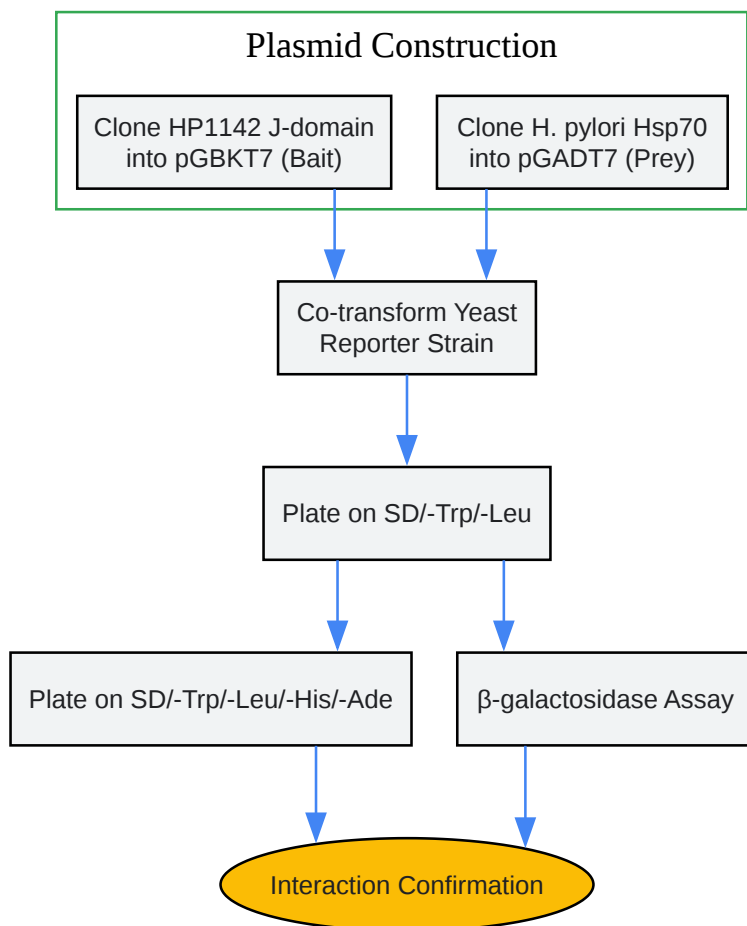 Plasmid Construction
Clone HP1142 J-domain
into pGBKT7 (Bait)
Clone H. pylori Hsp70
into pGADT7 (Prey)
Co-transform Yeast
Reporter Strain
Plate on SD/-Trp/-Leu
Plate on SD/-Trp/-Leu/-His/-Ade
β-galactosidase Assay
Interaction Confirmation